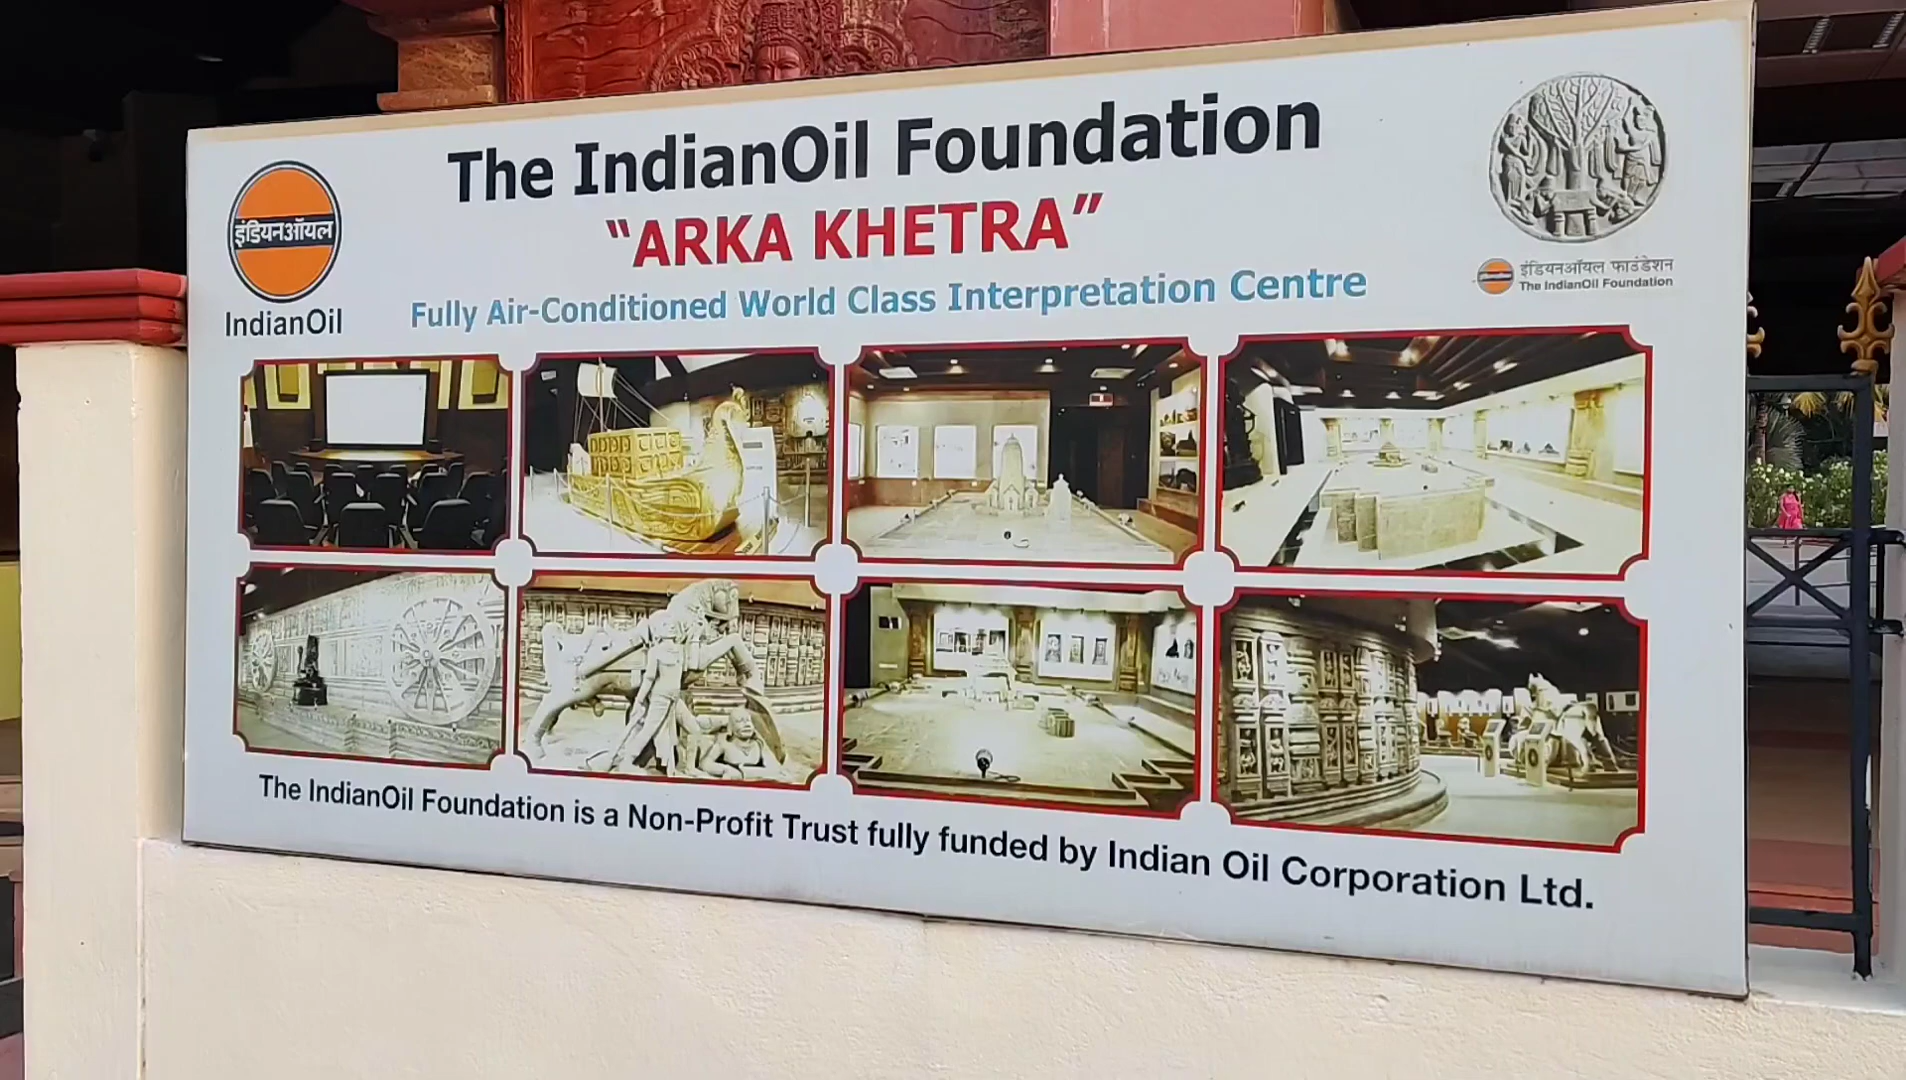 The IndianOil Foundation
"ARKA KHETRA"
Fully Air-Conditioned World Class Interpretation Centre
इंडियनऑयल
IndianOil
इंडियनऑयल फाउंडेशन
The IndianOil Foundation
The IndianOil Foundation is a Non-Profit Trust fully funded by Indian Oil Corporation Ltd.